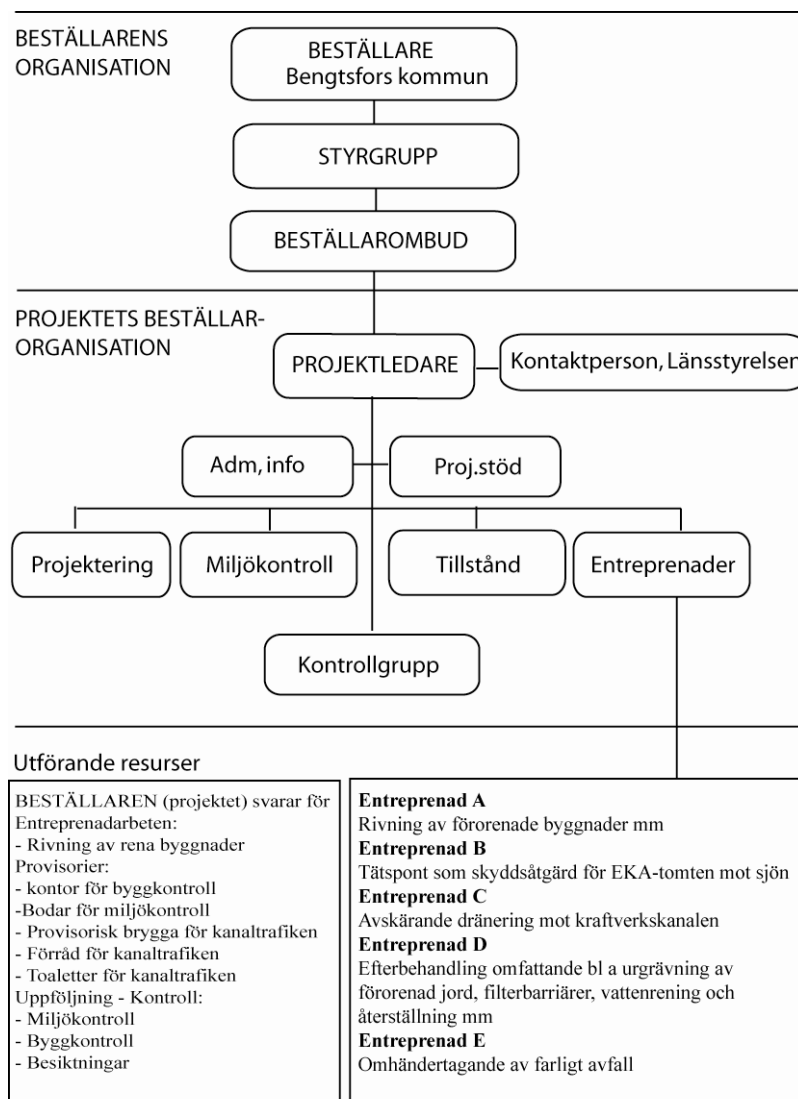 BESTÄLLARENS
ORGANISATION
BESTÄLLARE
Bengtsfors kommun
STYRGRUPP
BESTÄLLAROMBUD
PROJEKTETS BESTÄLLAR-
ORGANISATION
PROJEKTLEDARE
Kontaktperson, Länsstyrelsen
Adm, info
Proj.stöd
Projektering
Miljökontroll
Tillstånd
Entreprenader
Kontrollgrupp
Utförande resurser
BESTÄLLAREN (projektet) svarar för
Entreprenadarbeten:
- Rivning av rena byggnader
Provisorier:
- kontor för byggkontroll
-Bodar för miljökontroll
- Provisorisk brygga för kanaltrafiken
- Förråd för kanaltrafiken
- Toaletter för kanaltrafiken
Uppföljning - Kontroll:
- Miljökontroll
- Byggkontroll
- Besiktningar
Entreprenad A
Rivning av förorenade byggnader mm
Entreprenad B
Tätspont som skyddsåtgärd för EKA-tomten mot sjön
Entreprenad C
Avskärande dränering mot kraftverkskanalen
Entreprenad D
Efterbehandling omfattande bl a urgrävning av
förorenad jord, filterbarriärer, vattenrening och
återställning mm
Entreprenad E
Omhändertagande av farligt avfall